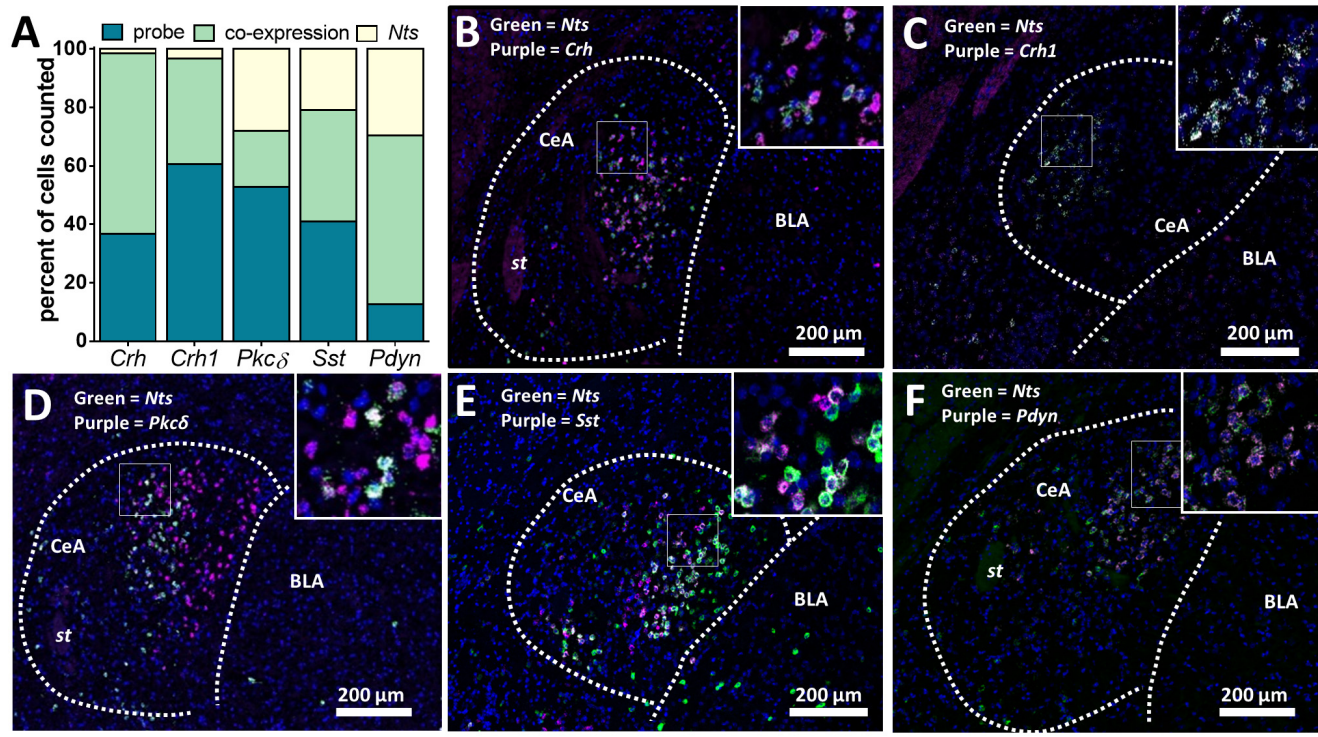 A
probe co-expression Nts
percent of cells counted
100
80
60
40
20
0
Crh Crh1 Pkcδ Sst Pdyn
B
Green = Nts
Purple = Crh
CeA
BLA
st
200 µm
C
Green = Nts
Purple = Crh1
CeA
BLA
200 µm
D
Green = Nts
Purple = Pkcδ
CeA
BLA
st
200 µm
E
Green = Nts
Purple = Sst
CeA
BLA
200 µm
F
Green = Nts
Purple = Pdyn
CeA
st
BLA
200 µm